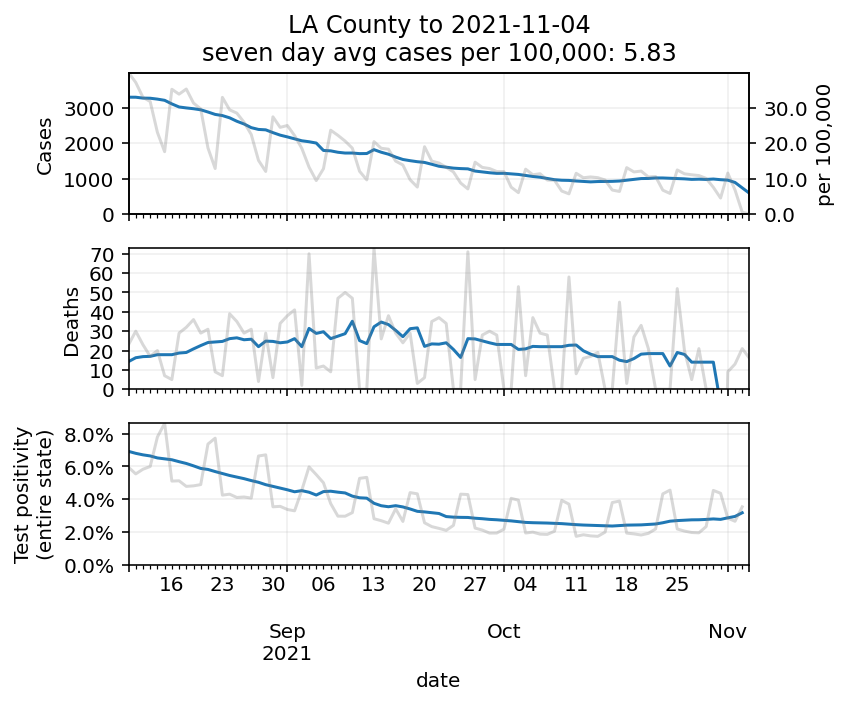 LA County to 2021-11-04
seven day avg cases per 100,000: 5.83
Cases
3000
2000
1000
0
30.0
20.0
10.0
0.0
per 100,000
Deaths
70
60
50
40
30
20
10
0
Test positivity
(entire state)
8.0%
6.0%
4.0%
2.0%
0.0%
16 23 30 06 13 20 27 04 11 18 25
Sep Oct Nov
2021
date